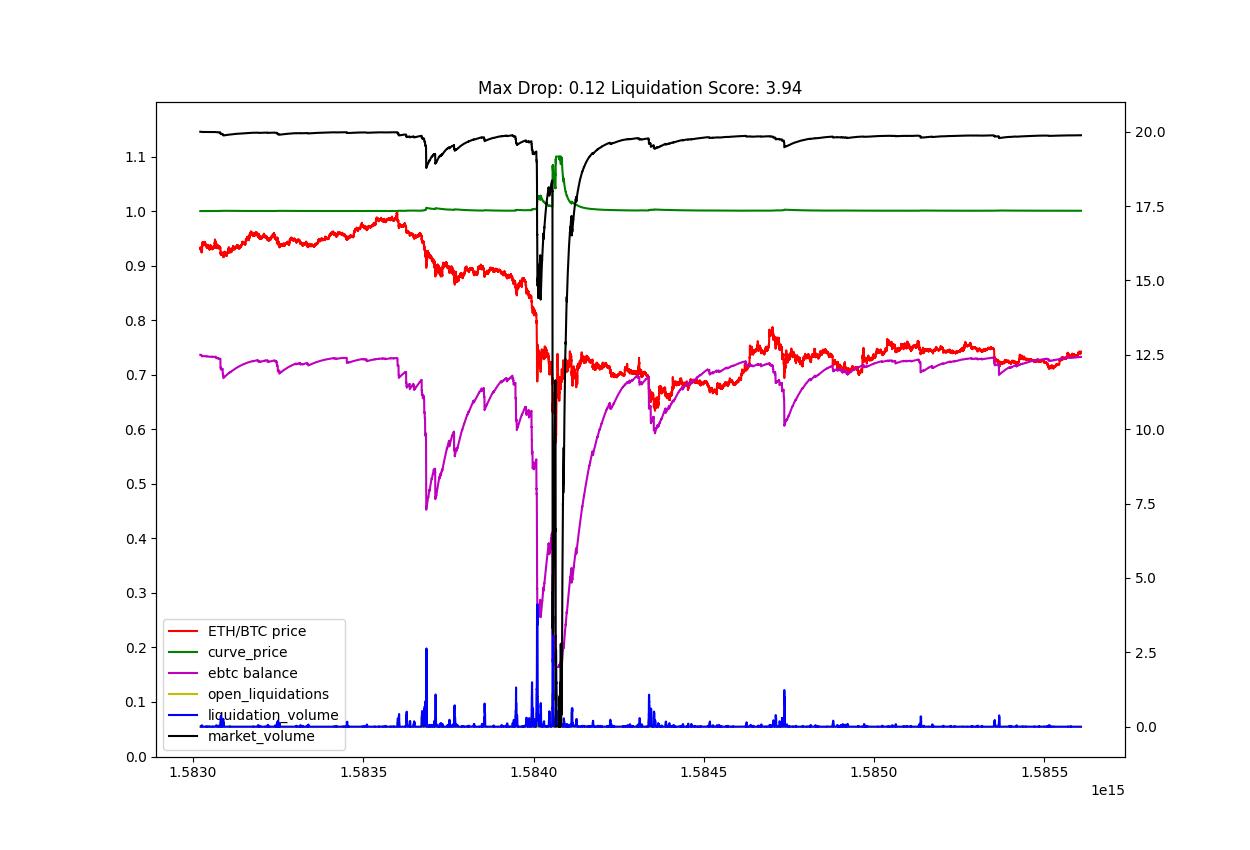 Max Drop: 0.12 Liquidation Score: 3.94
1.1
1.0
0.9
0.8
0.7
0.6
0.5
0.4
0.3
0.2
0.1
0.0
20.0
17.5
15.0
12.5
10.0
7.5
5.0
2.5
0.0
ETH/BTC price
curve_price
ebtc balance
open_liquidations
liquidation_volume
market_volume
1.5830 1.5835 1.5840 1.5845 1.5850 1.5855
1e15